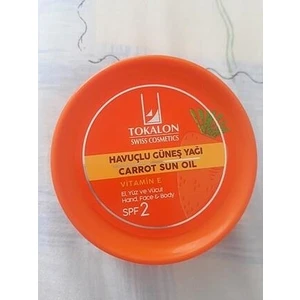 TOKALON
SWISS COSMETICS
HAVUÇLU GÜNEŞ YAĞI
CARROT SUN OIL
VITAMIN E
El, Yüz ve Vücut
Hand, Face & Body
SPF 2